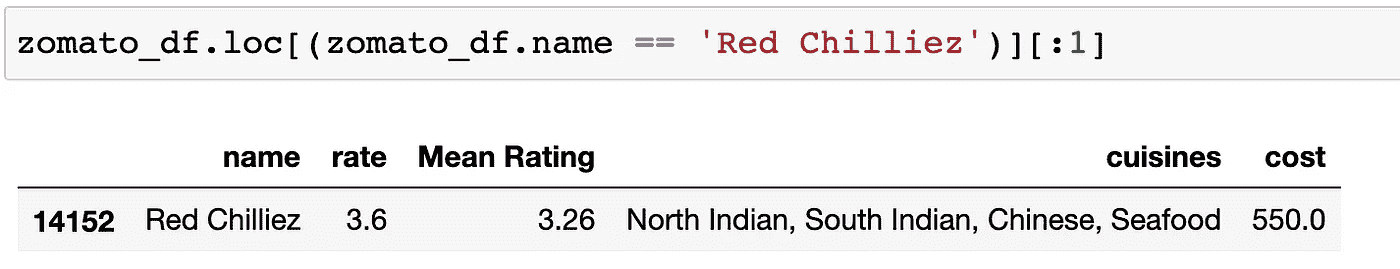 zomato_df.loc[(zomato_df.name == 'Red Chilliez')][:1]
name rate Mean Rating cuisines cost
14152 Red Chilliez 3.6 3.26 North Indian, South Indian, Chinese, Seafood 550.0